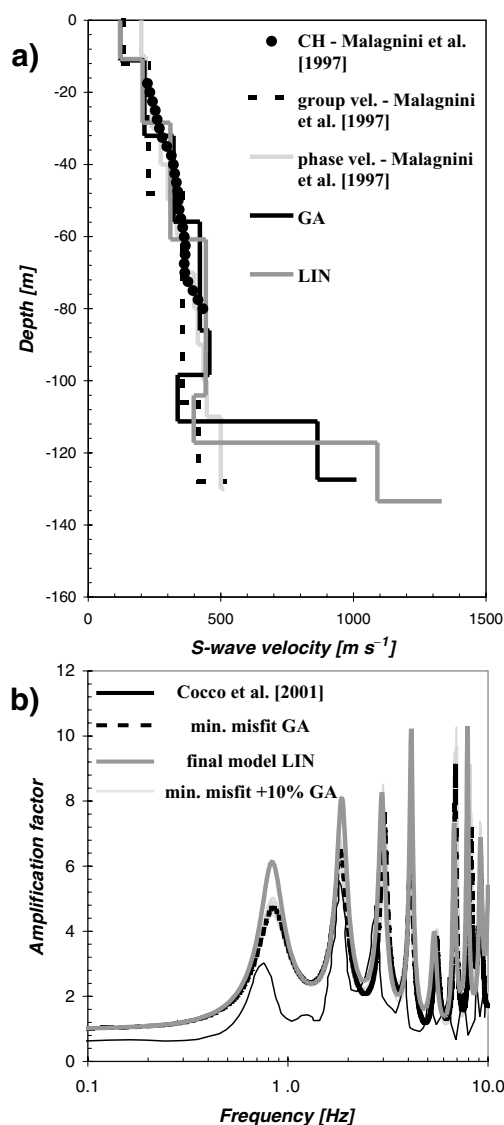 a)
CH - Malagnini et al.
[1997]
group vel. - Malagnini
et al. [1997]
phase vel. - Malagnini
et al. [1997]
GA
LIN
Depth [m]
0
-20
-40
-60
-80
-100
-120
-140
-160
0
500
1000
1500
S-wave velocity [m s⁻¹]
b)
Cocco et al. [2001]
min. misfit GA
final model LIN
min. misfit +10% GA
Amplification factor
12
10
8
6
4
2
0
0.1
1.0
10.0
Frequency [Hz]